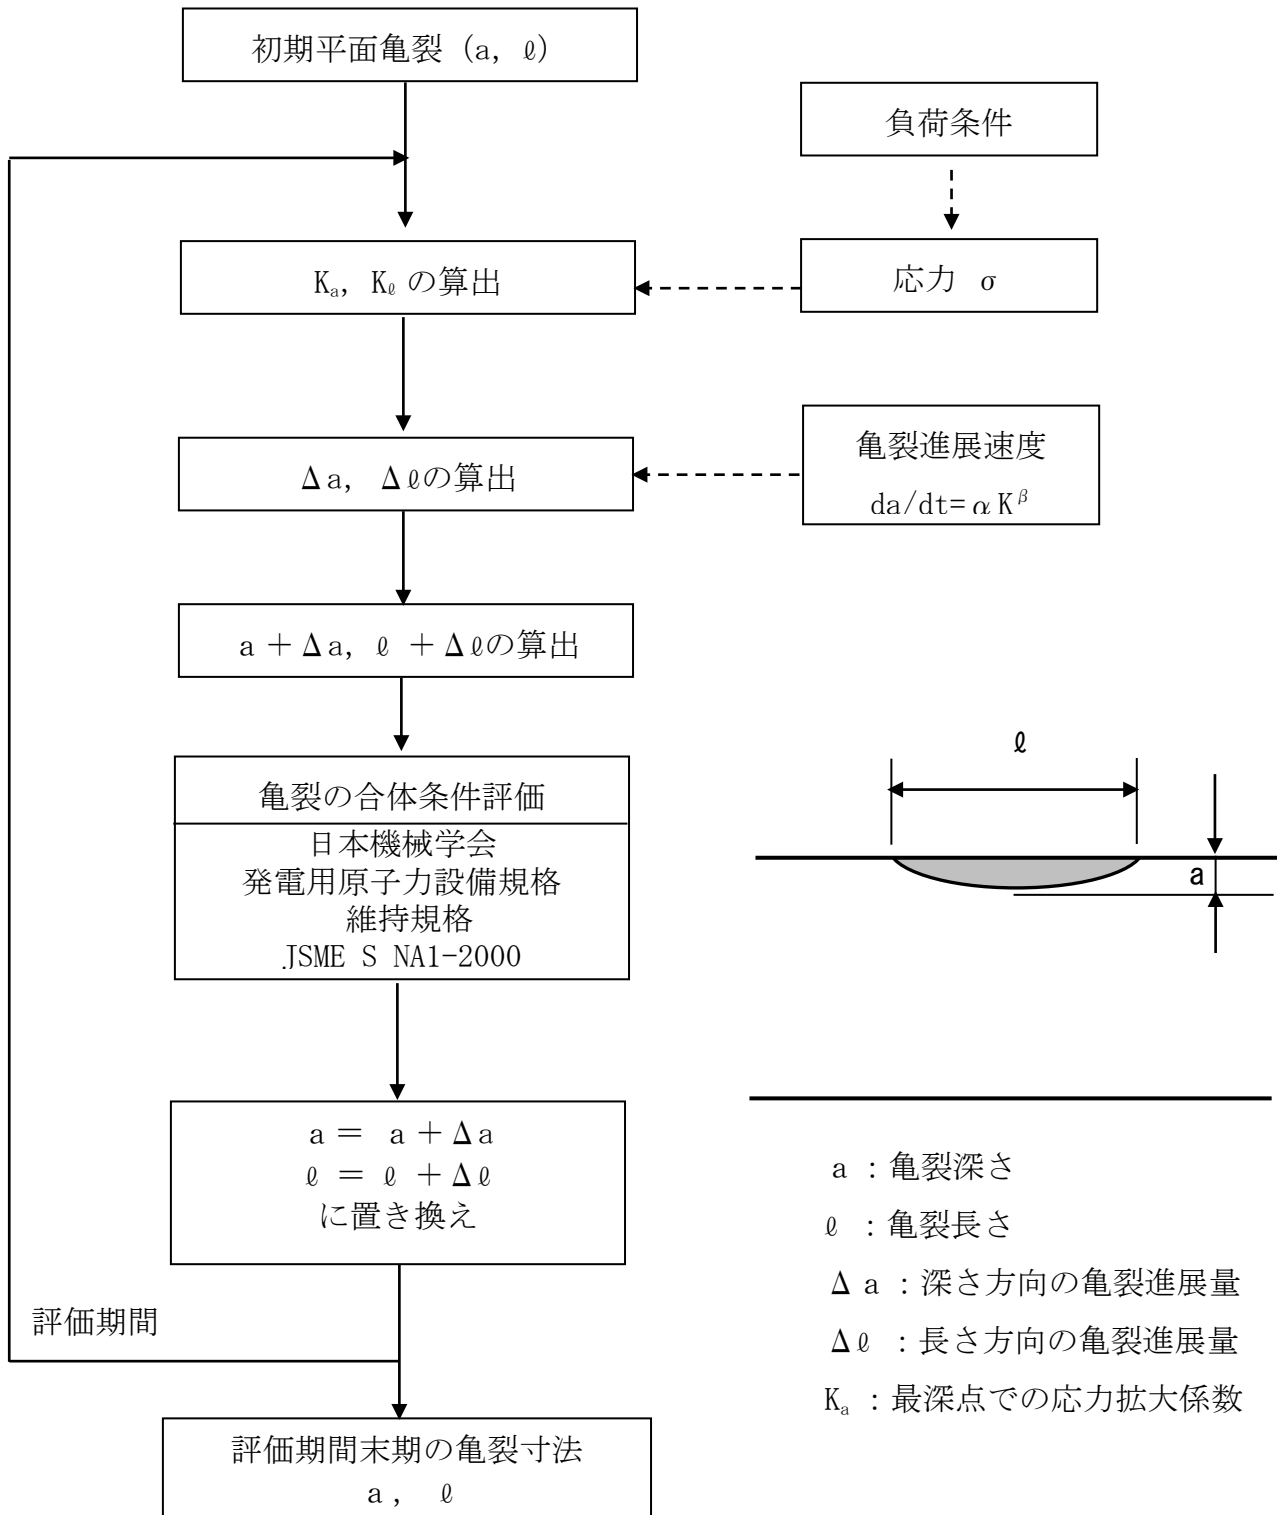 初期平面亀裂 (a, ℓ)
負荷条件
Kₐ, K_ℓ の算出
応力 σ
Δa, Δℓの算出
亀裂進展速度
da/dt=αK^β
a+Δa, ℓ+Δℓの算出
亀裂の合体条件評価
日本機械学会
発電用原子力設備規格
維持規格
JSME S NA1-2000
ℓ
a
a = a+Δa
ℓ = ℓ+Δℓ
に置き換え
評価期間
a :亀裂深さ
ℓ :亀裂長さ
Δa :深さ方向の亀裂進展量
Δℓ :長さ方向の亀裂進展量
Kₐ :最深点での応力拡大係数
評価期間末期の亀裂寸法
a , ℓ